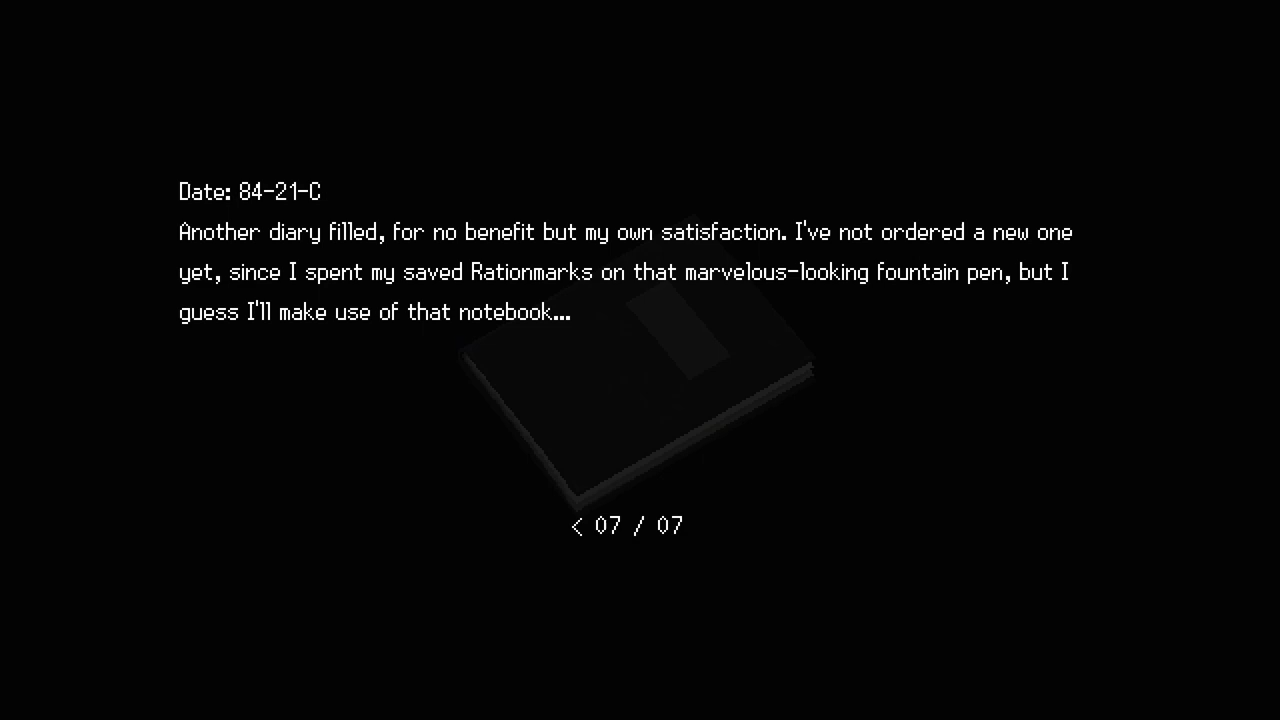 Date: 84-21-C
Another diary filled, for no benefit but my own satisfaction. I've not ordered a new one
yet, since I spent my saved Rationmarks on that marvelous-looking fountain pen, but I
guess I'll make use of that notebook...
< 07 / 07